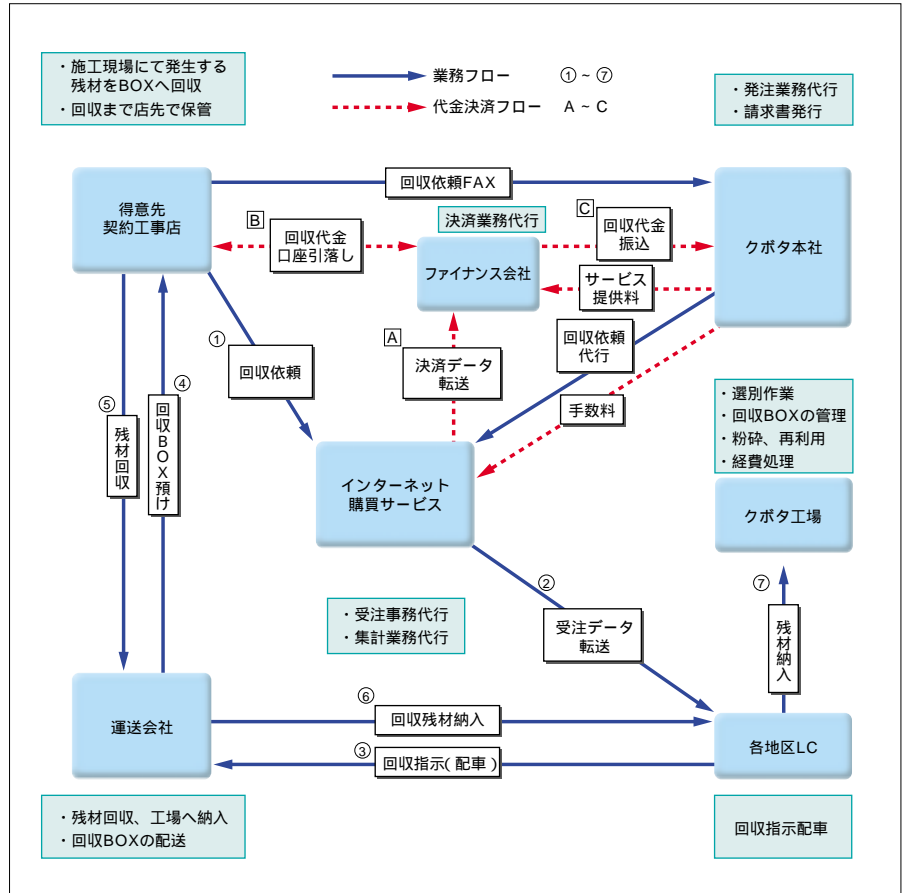 ・施工現場にて発生する
残材をBOXへ回収
・回収まで店先で保管
業務フロー ①~⑦
代金決済フロー A~C
・発注業務代行
・請求書発行
得意先
契約工事店
回収依頼FAX
クボタ本社
B
回収代金
口座引落し
決済業務代行
ファイナンス会社
C
回収代金
振込
サービス
提供料
①
回収依頼
A
決済データ
転送
回収依頼
代行
手数料
⑤
残材回収
④
回収BOX預け
・選別作業
・回収BOXの管理
・粉砕、再利用
・経費処理
インターネット
購買サービス
クボタ工場
②
受注データ
転送
⑦
残材納入
・受注事務代行
・集計業務代行
運送会社
⑥
回収残材納入
③
回収指示(配車)
各地区LC
・残材回収、工場へ納入
・回収BOXの配送
回収指示配車